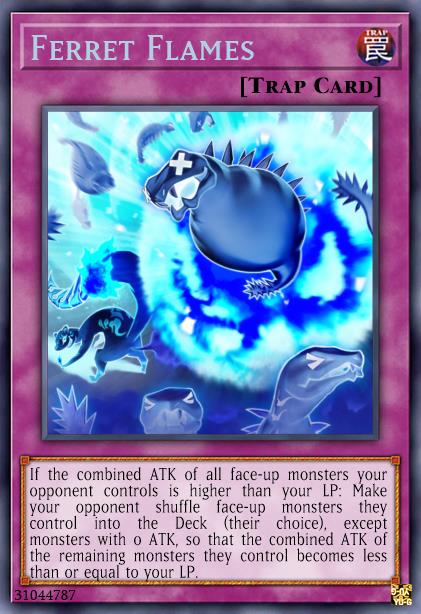 Ferret Flames
TRAP
罠
[Trap Card]
If the combined ATK of all face-up monsters your
opponent controls is higher than your LP: Make
your opponent shuffle face-up monsters they
control into the Deck (their choice), except
monsters with 0 ATK, so that the combined ATK of
the remaining monsters they control becomes less
than or equal to your LP.
31044787